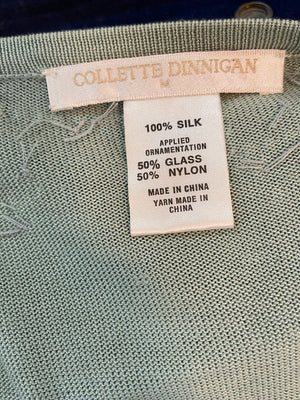 COLLETTE DINNIGAN
100% SILK
APPLIED
ORNAMENTATION
50% GLASS
50% NYLON
MADE IN CHINA
YARN MADE IN
CHINA